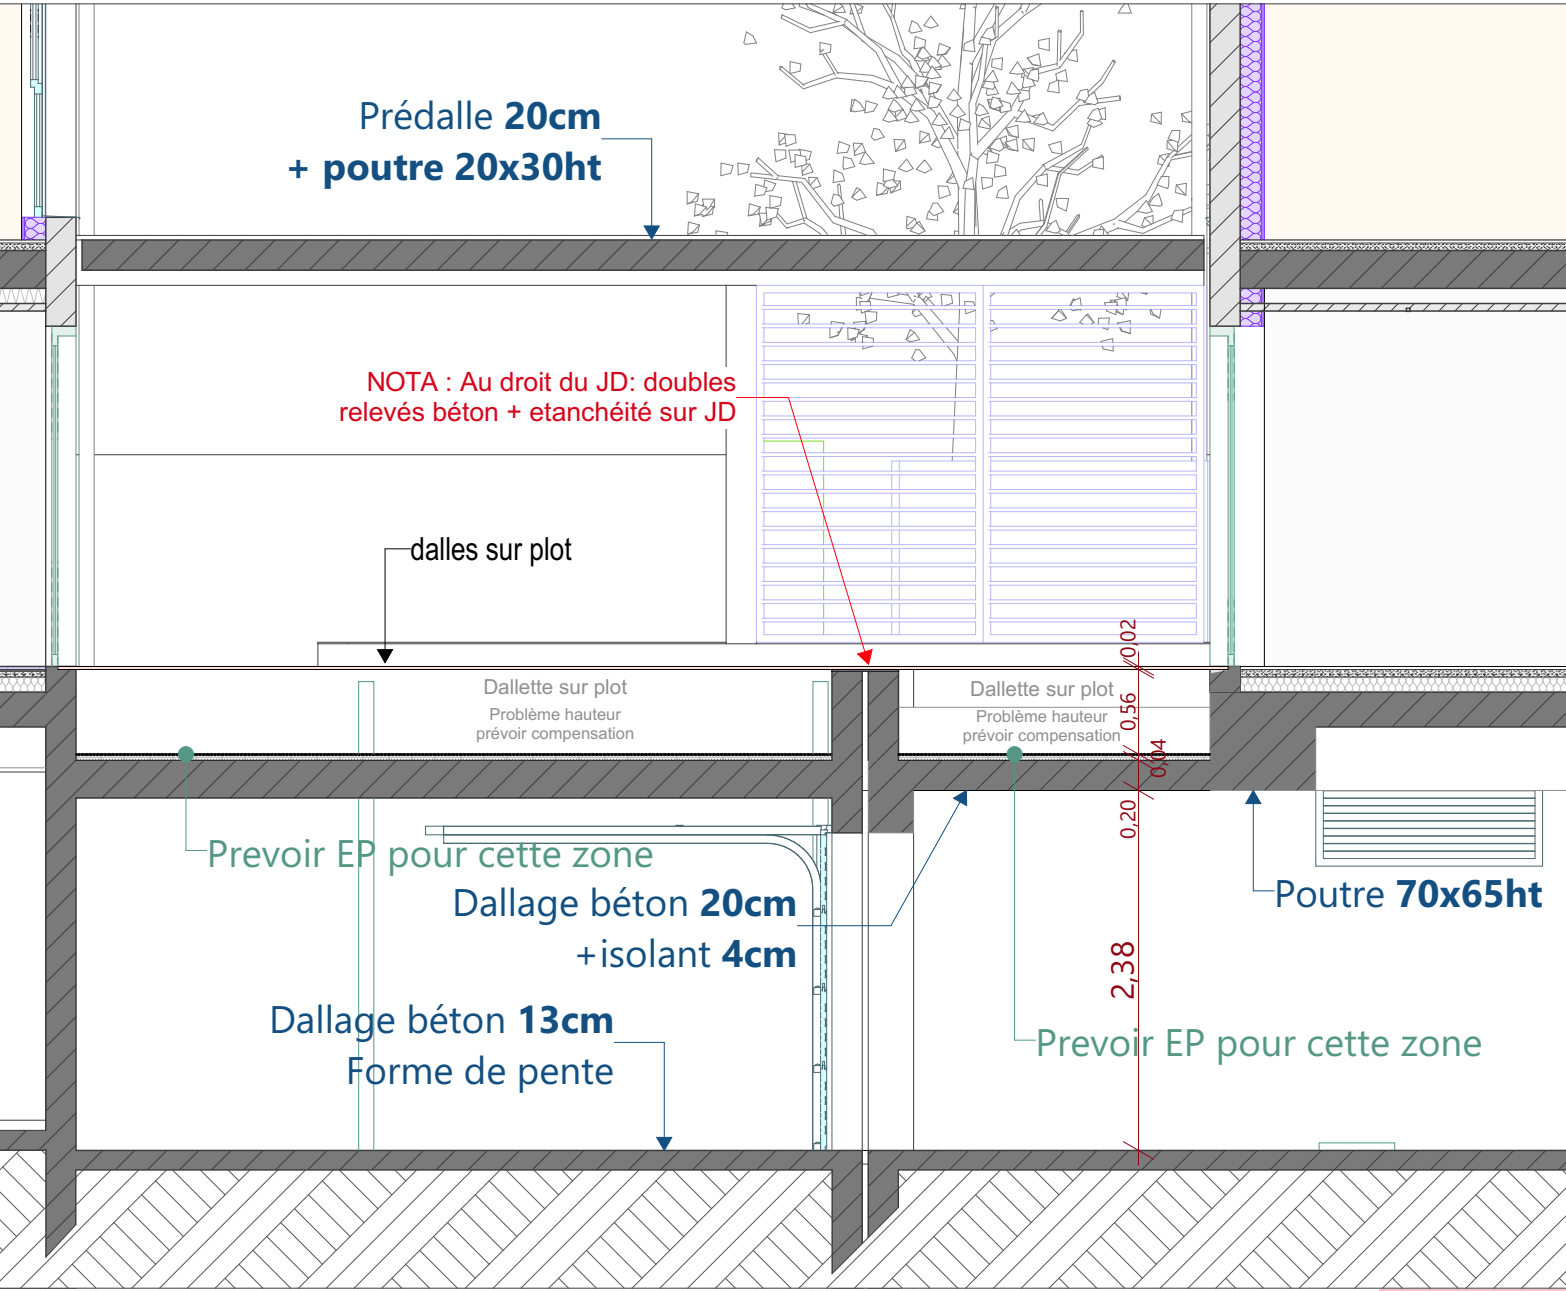 Prédalle 20cm
+ poutre 20x30ht
NOTA : Au droit du JD: doubles
relevés béton + etanchéité sur JD
dalles sur plot
0,02
Dallette sur plot
Problème hauteur
prévoir compensation
Dallette sur plot
Problème hauteur
prévoir compensation
0,56
0,04
0,20
Prevoir EP pour cette zone
Dallage béton 20cm
+isolant 4cm
Poutre 70x65ht
2,38
Dallage béton 13cm
Forme de pente
Prevoir EP pour cette zone